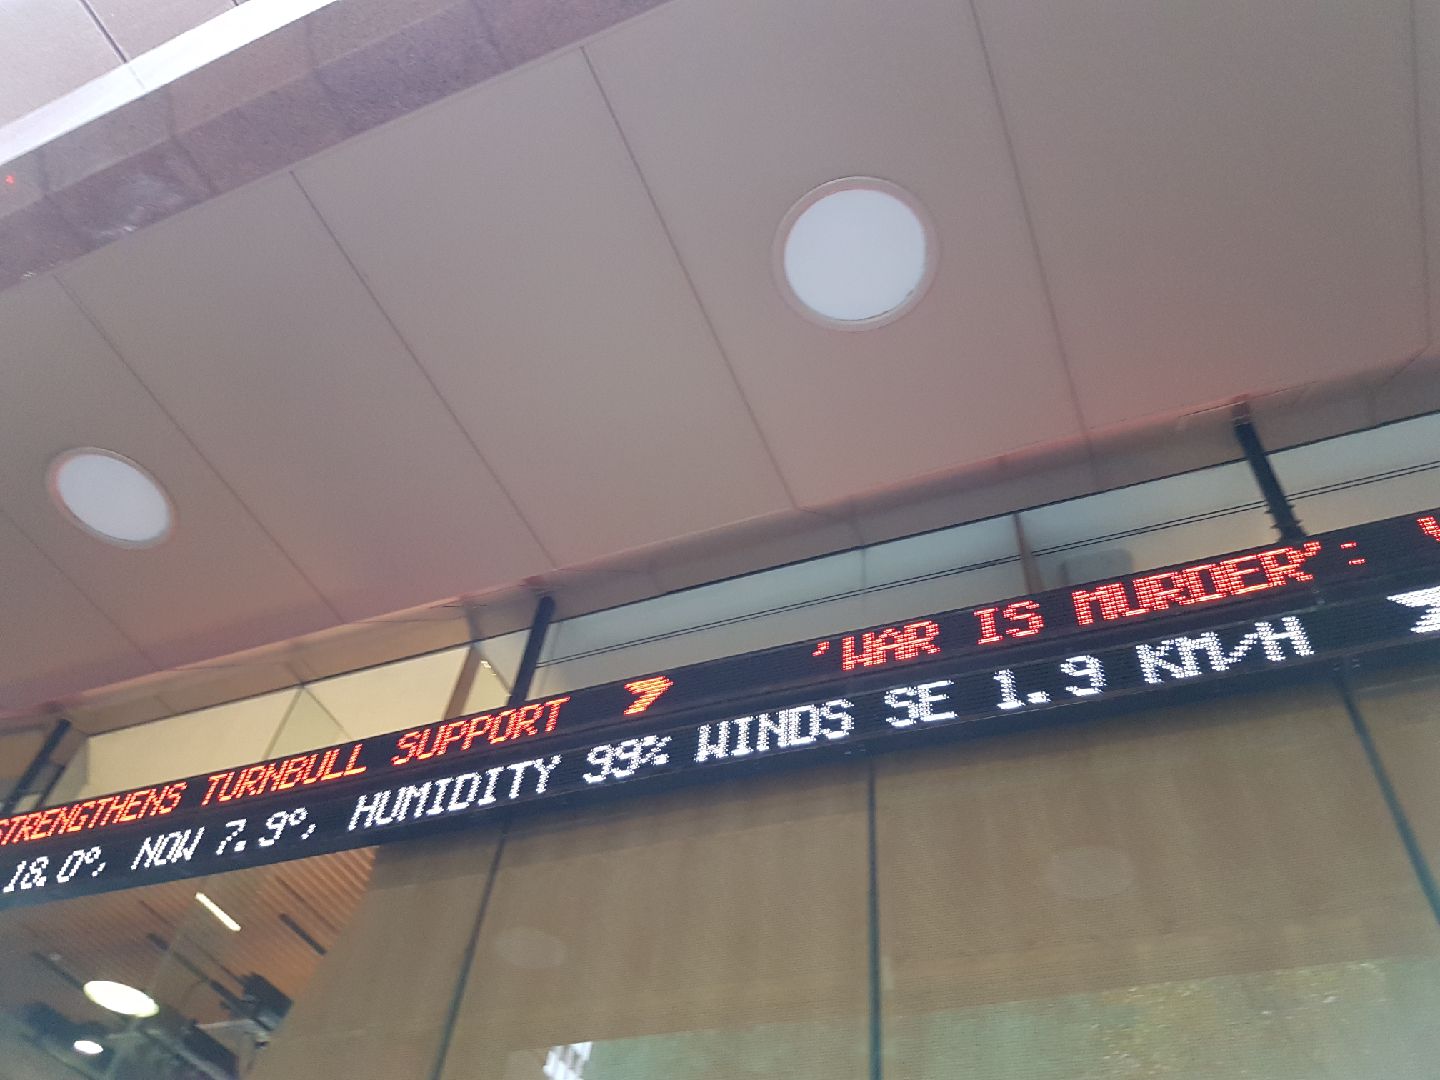 STRENGTHENS TURNBULL SUPPORT > 'WAR IS MURDER':
18.0°, NOW 7.9°, HUMIDITY 99% WINDS SE 1.9 KM/H